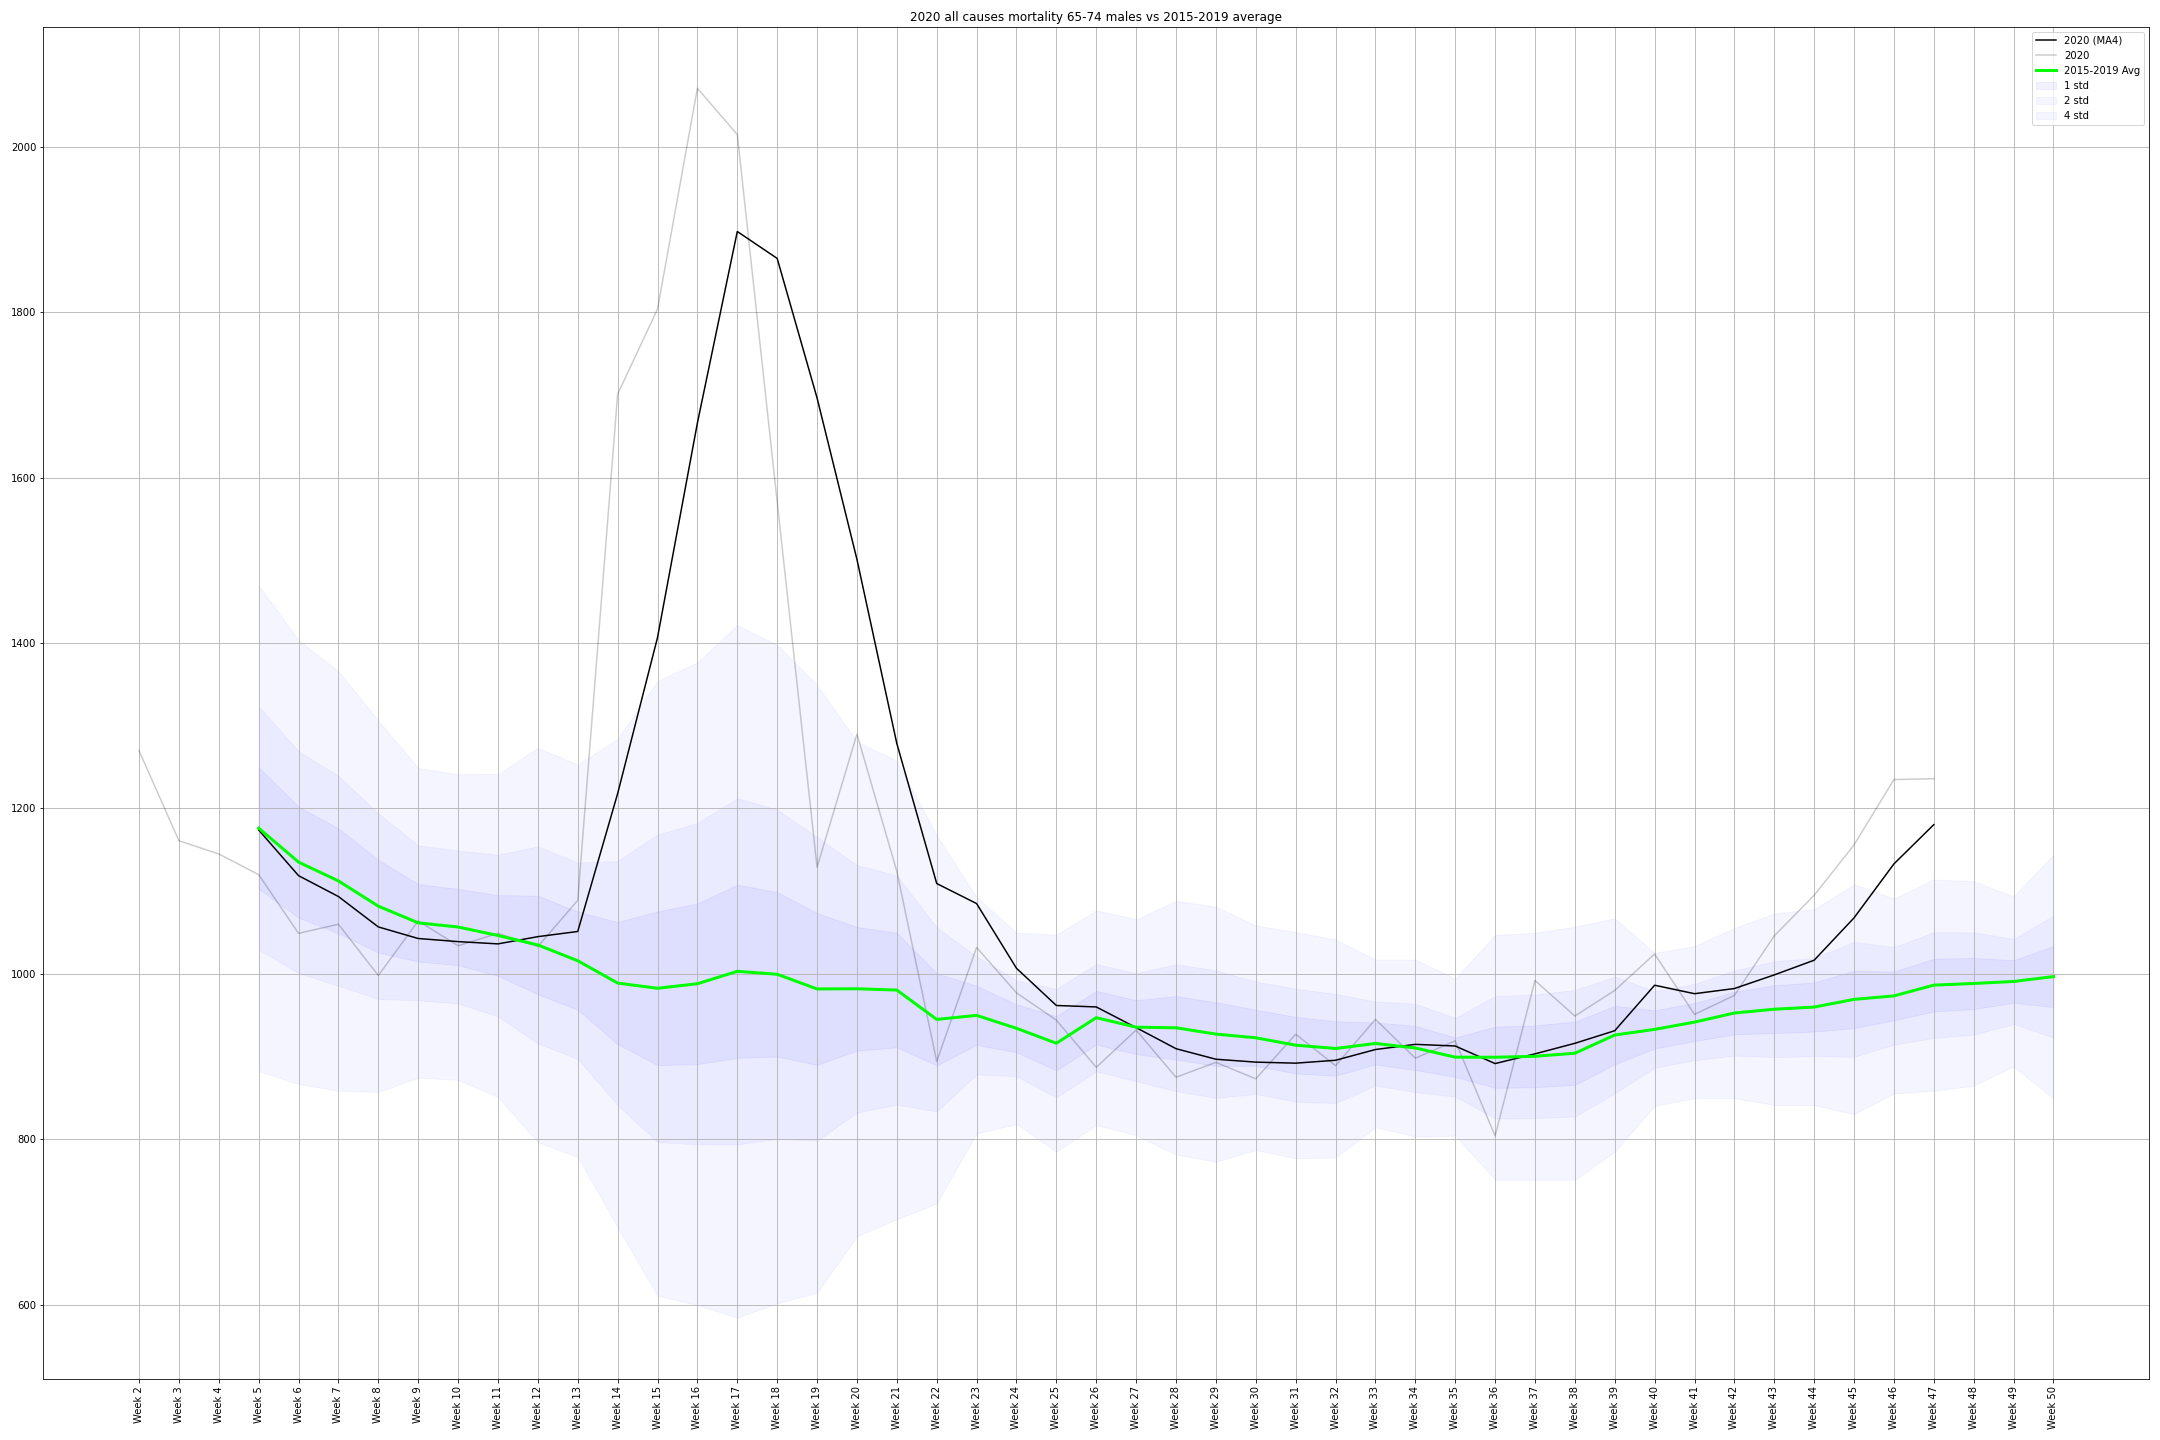 2020 all causes mortality 65-74 males vs 2015-2019 average
2020 (MA4)
2020
2015-2019 Avg
1 std
2 std
4 std
2000
1800
1600
1400
1200
1000
800
600
Week 2
Week 3
Week 4
Week 5
Week 6
Week 7
Week 8
Week 9
Week 10
Week 11
Week 12
Week 13
Week 14
Week 15
Week 16
Week 17
Week 18
Week 19
Week 20
Week 21
Week 22
Week 23
Week 24
Week 25
Week 26
Week 27
Week 28
Week 29
Week 30
Week 31
Week 32
Week 33
Week 34
Week 35
Week 36
Week 37
Week 38
Week 39
Week 40
Week 41
Week 42
Week 43
Week 44
Week 45
Week 46
Week 47
Week 48
Week 49
Week 50